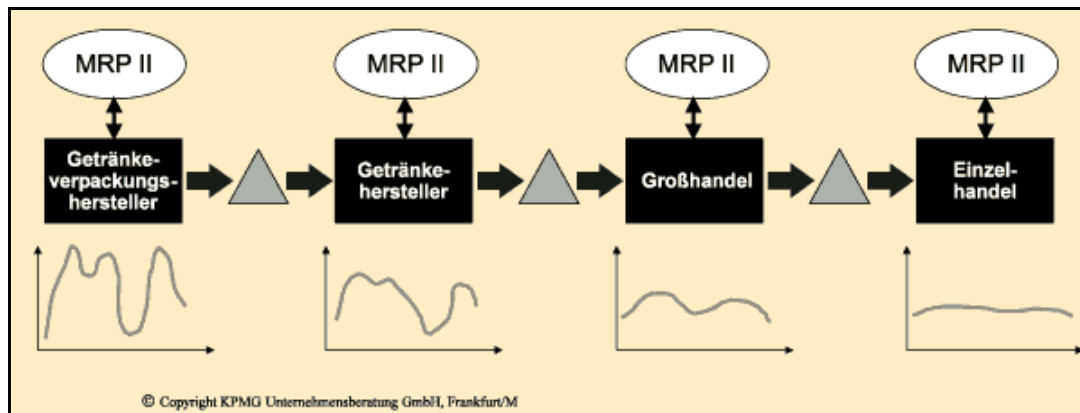 MRP II
MRP II
MRP II
MRP II
Getränke-
verpackungs-
hersteller
Getränke-
hersteller
Großhandel
Einzel-
handel
© Copyright KPMG Unternehmensberatung GmbH, Frankfurt/M